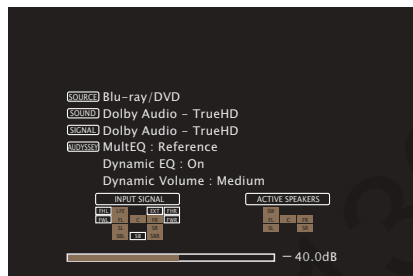 SOURCE Blu-ray/DVD
SOUND Dolby Audio - TrueHD
SIGNAL Dolby Audio - TrueHD
AUDYSSEY MultEQ : Reference
Dynamic EQ : On
Dynamic Volume : Medium
INPUT SIGNAL ACTIVE SPEAKERS
FHL LFE EXT FHR SW
FWL FL C FR FWR FL C FR
SL SR SL SR
SBL SB SBR
-40.0dB